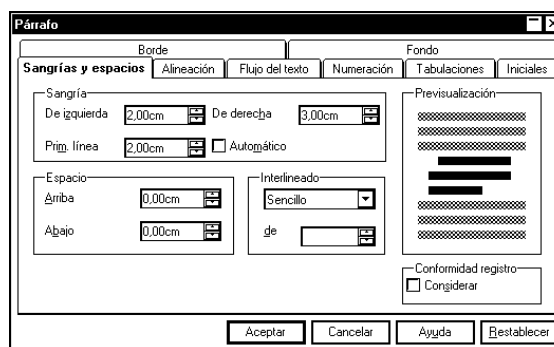 Párrafo
Borde Fondo
Sangrías y espacios Alineación Flujo del texto Numeración Tabulaciones Iniciales
Sangría Previsualización
De izquierda 2,00cm De derecha 3,00cm
Prim. línea 2,00cm Automático
Espacio Interlineado
Arriba 0,00cm Sencillo
Abajo 0,00cm de
Conformidad registro
Considerar
Aceptar Cancelar Ayuda Restablecer